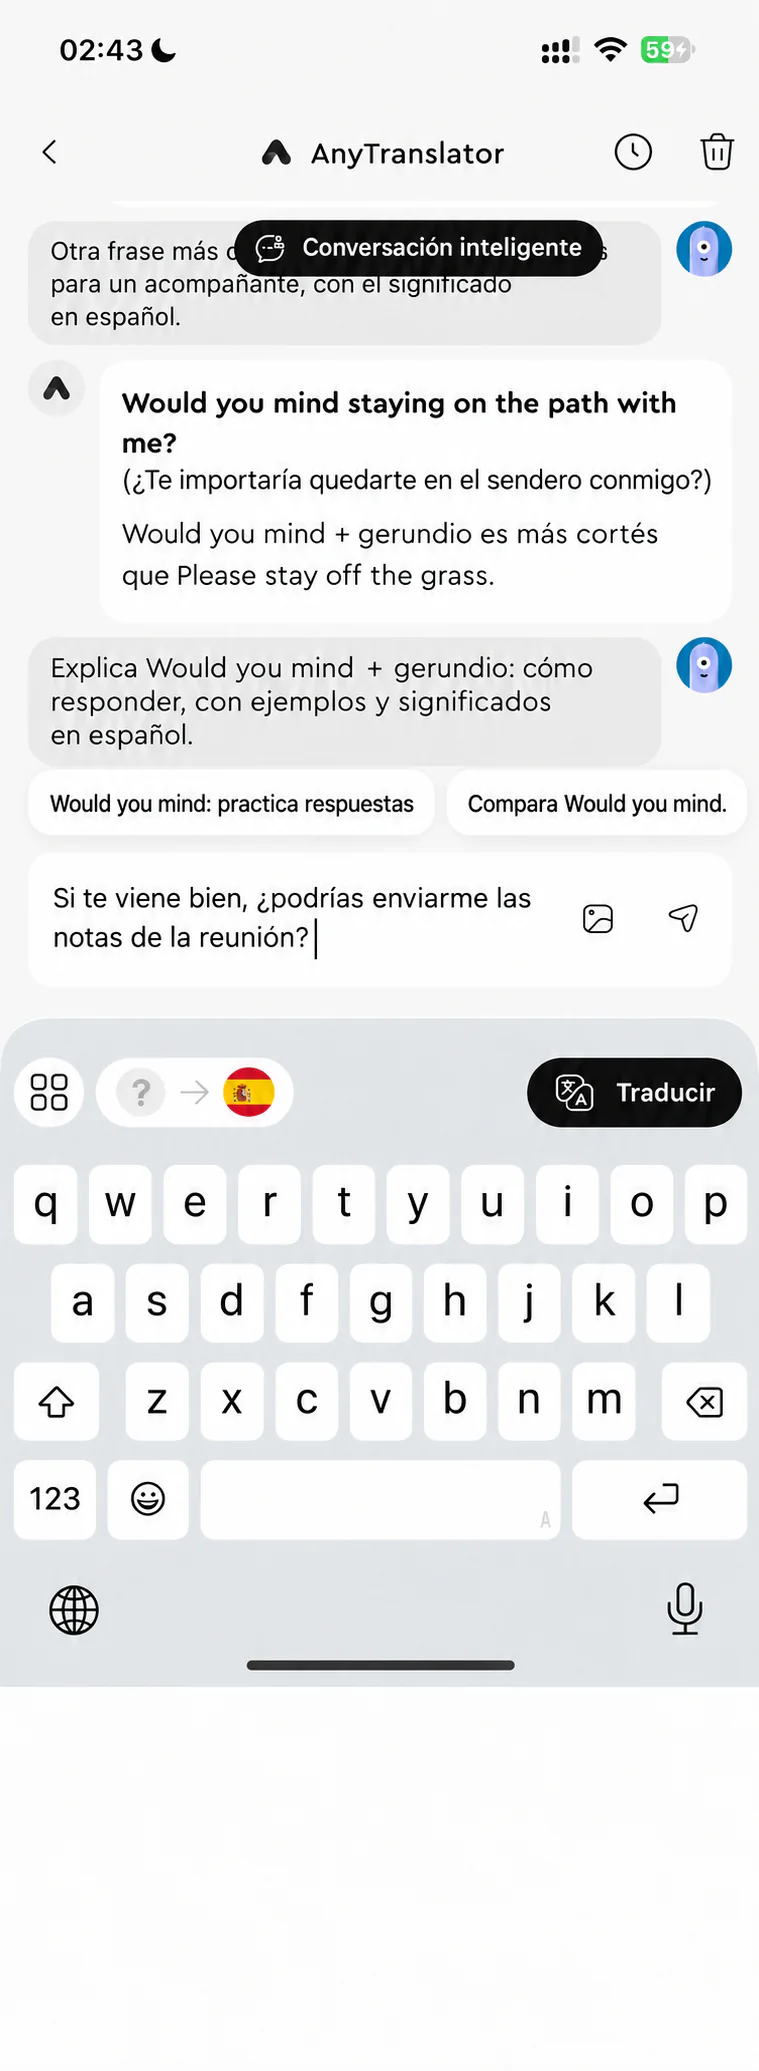 02:43
59
AnyTranslator
Otra frase más
Conversación inteligente
para un acompañante, con el significado
en español.
Would you mind staying on the path with
me?
(¿Te importaría quedarte en el sendero conmigo?)
Would you mind + gerundio es más cortés
que Please stay off the grass.
Explica Would you mind + gerundio: cómo
responder, con ejemplos y significados
en español.
Would you mind: practica respuestas
Compara Would you mind.
Si te viene bien, ¿podrías enviarme las
notas de la reunión?
? → 
Traducir
q w e r t y u i o p
a s d f g h j k l
z x c v b n m
123
A